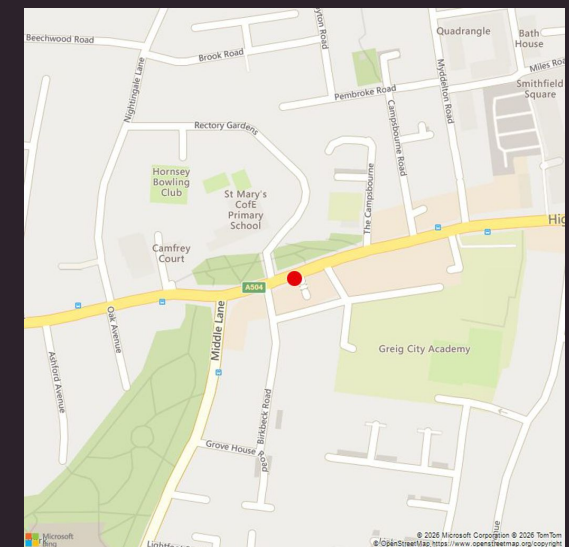 Beechwood Road
Brook Road
Nightingale Lane
Quadrangle
Bath
House
Myddelton Road
Smithfield
Square
Pembroke Road
Campsbourne Road
Rectory Gardens
Hornsey
Bowling
Club
St Mary's
CofE
Primary
School
The Campsbourne
Camfrey
Court
A504
Oak Avenue
Middle Lane
Ashford Avenue
Greig City Academy
Birkbeck Road
Grove House Road
Microsoft
Bing
© 2026 Microsoft Corporation © 2026 TomTom
© OpenStreetMap https://www.openstreetmap.org/copyright